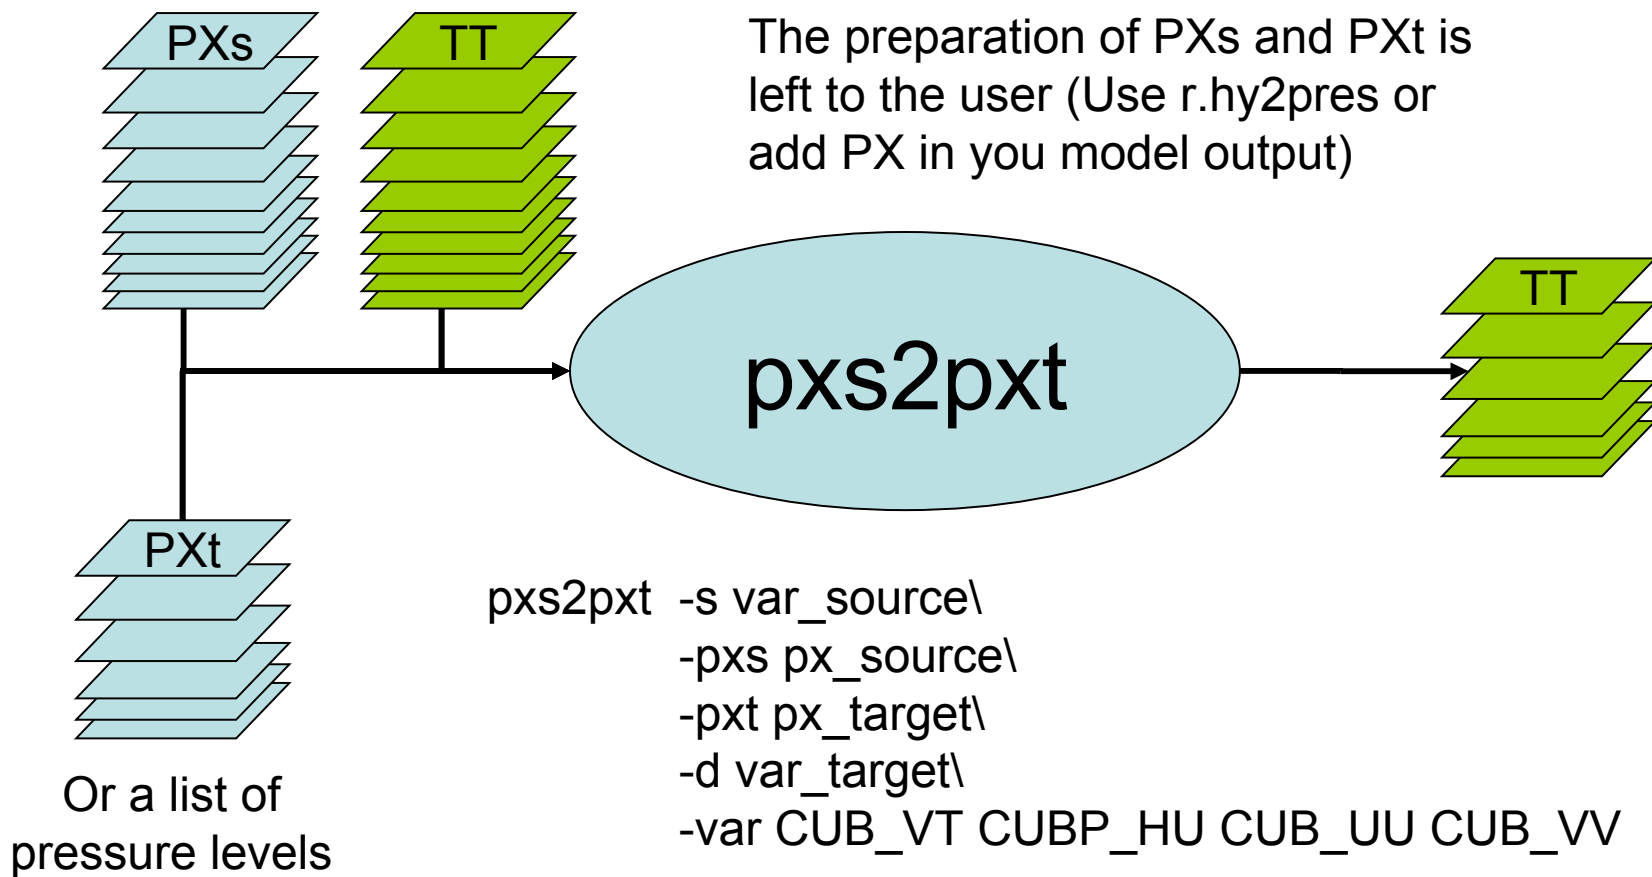 PXs
TT
The preparation of PXs and PXt is
left to the user (Use r.hy2pres or
add PX in you model output)
TT
pxs2pxt
PXt
pxs2pxt -s var_source\
-pxs px_source\
-pxt px_target\
-d var_target\
-var CUB_VT CUBP_HU CUB_UU CUB_VV
Or a list of
pressure levels